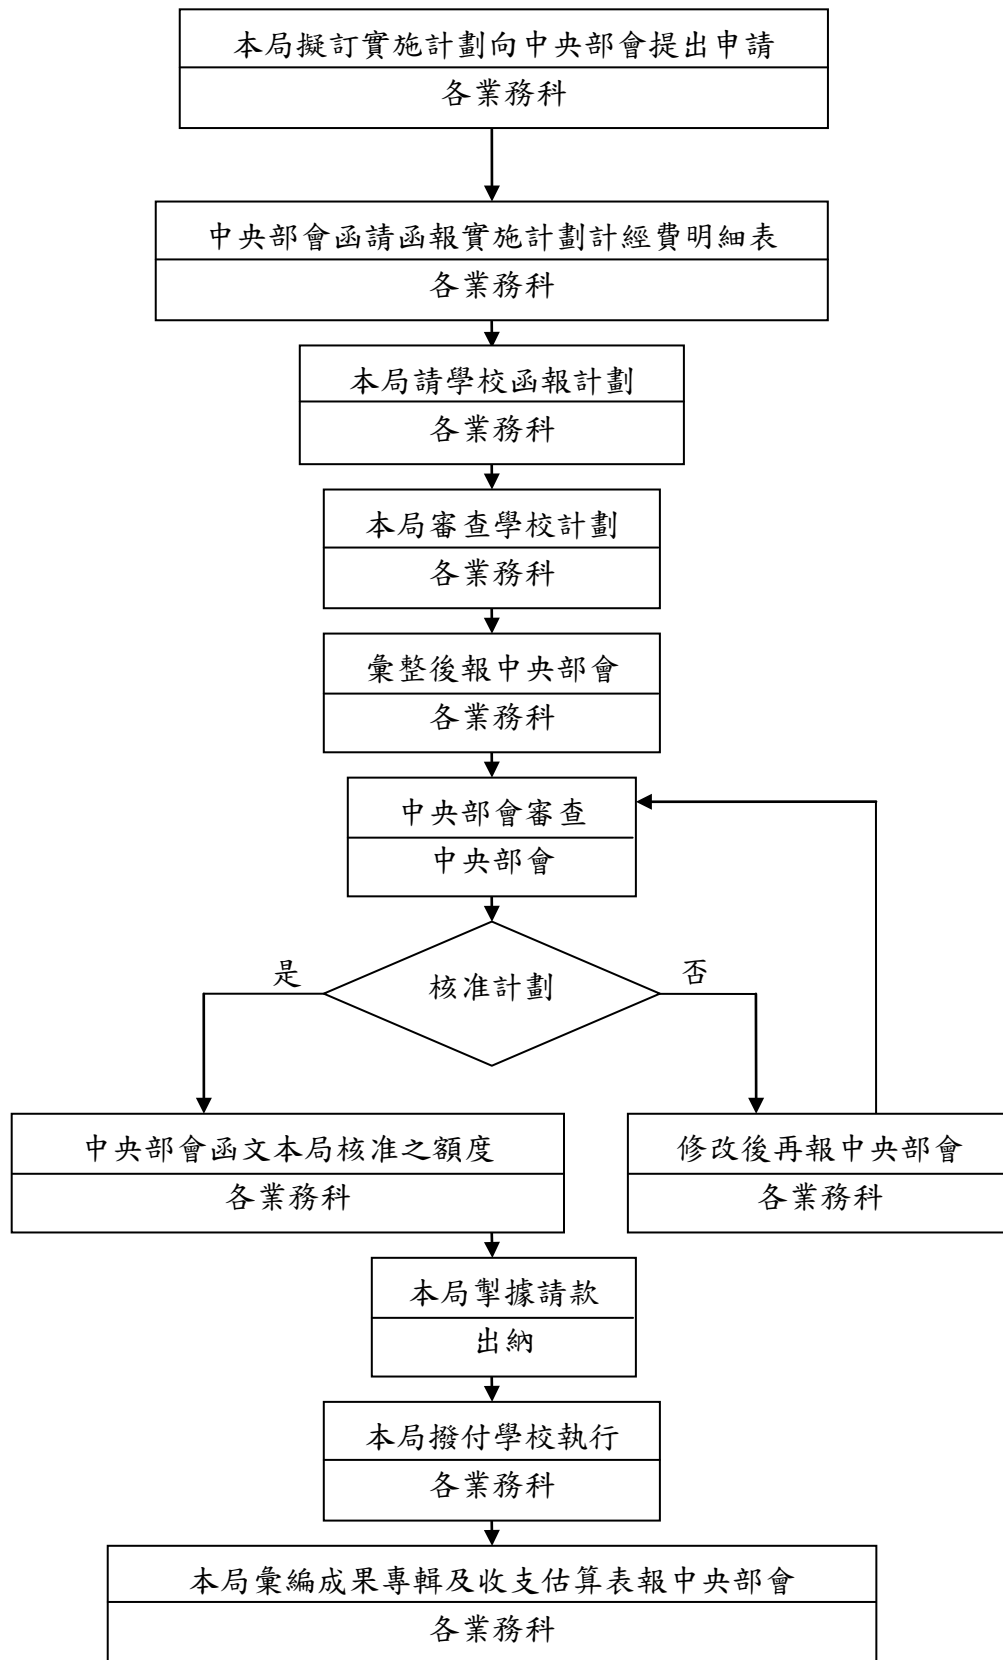 本局擬訂實施計劃向中央部會提出申請
各業務科
中央部會函請函報實施計劃計經費明細表
各業務科
本局請學校函報計劃
各業務科
本局審查學校計劃
各業務科
彙整後報中央部會
各業務科
中央部會審查
中央部會
是
核准計劃
否
中央部會函文本局核准之額度
各業務科
修改後再報中央部會
各業務科
本局掣據請款
出納
本局撥付學校執行
各業務科
本局彙編成果專輯及收支估算表報中央部會
各業務科